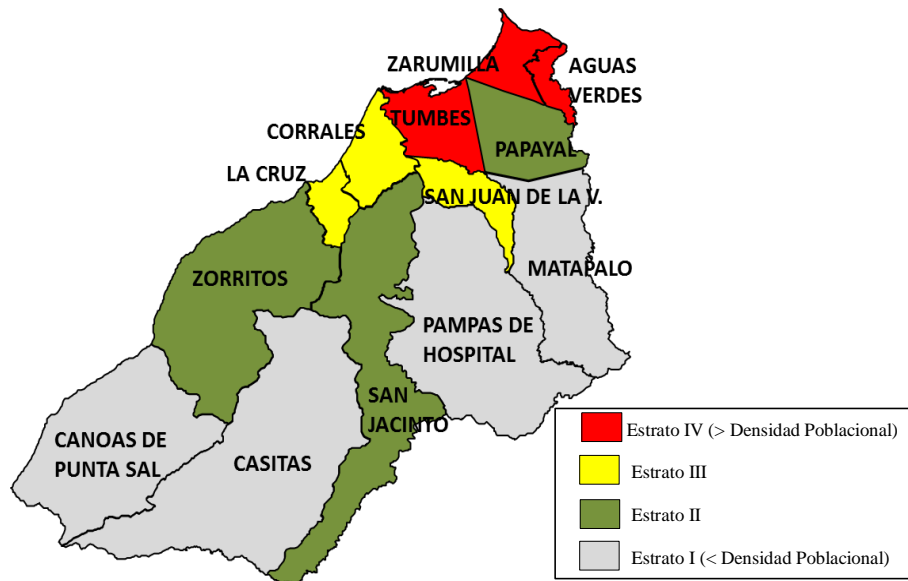 ZARUMILLA
AGUAS
VERDES
TUMBES
CORRALES
PAPAYAL
LA CRUZ
SAN JUAN DE LA V.
MATAPALO
ZORRITOS
PAMPAS DE
HOSPITAL
SAN
JACINTO
CANOAS DE
PUNTA SAL
CASITAS
Estrato IV (> Densidad Poblacional)
Estrato III
Estrato II
Estrato I (< Densidad Poblacional)